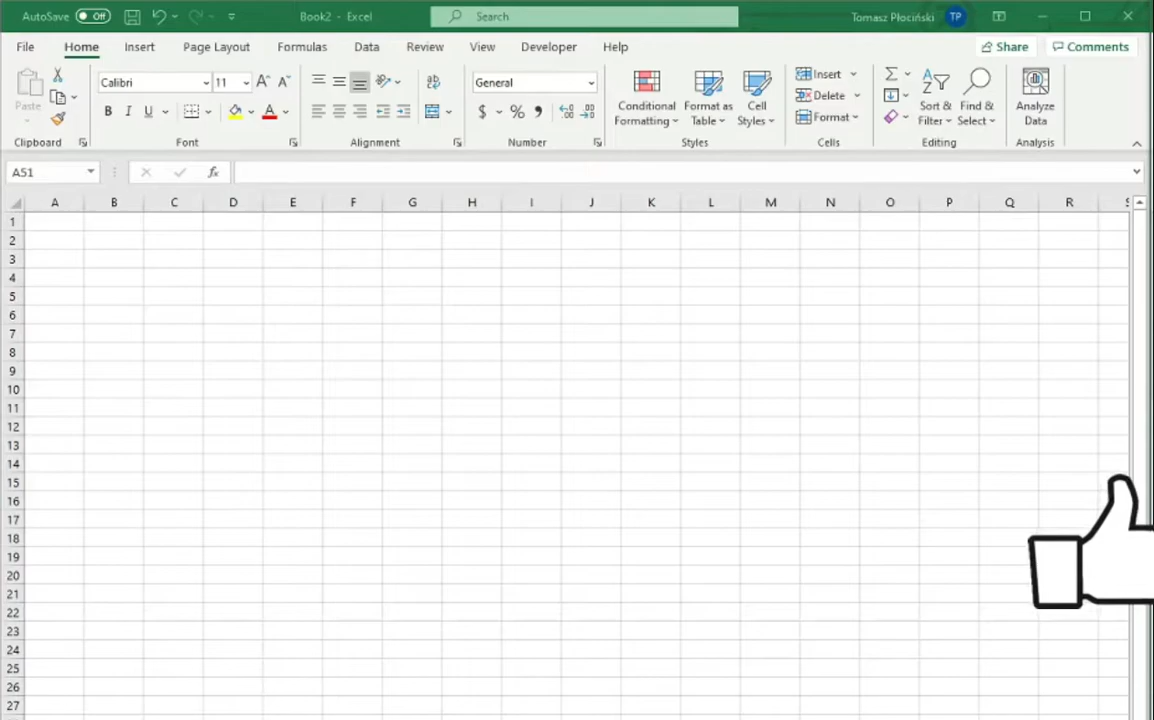 AutoSave Off Book2 - Excel Search Tomasz Płociński TP
File Home Insert Page Layout Formulas Data Review View Developer Help Share Comments
Paste
Clipboard
Calibri 11 A A
B I U A
Font
ab
Alignment
General
$ % ,
Number
Conditional Formatting
Format as Table
Cell Styles
Styles
Insert
Delete
Format
Cells
Sort & Filter
Find & Select
Editing
Analyze Data
Analysis
A51 fx
A B C D E F G H I J K L M N O P Q R S
1
2
3
4
5
6
7
8
9
10
11
12
13
14
15
16
17
18
19
20
21
22
23
24
25
26
27